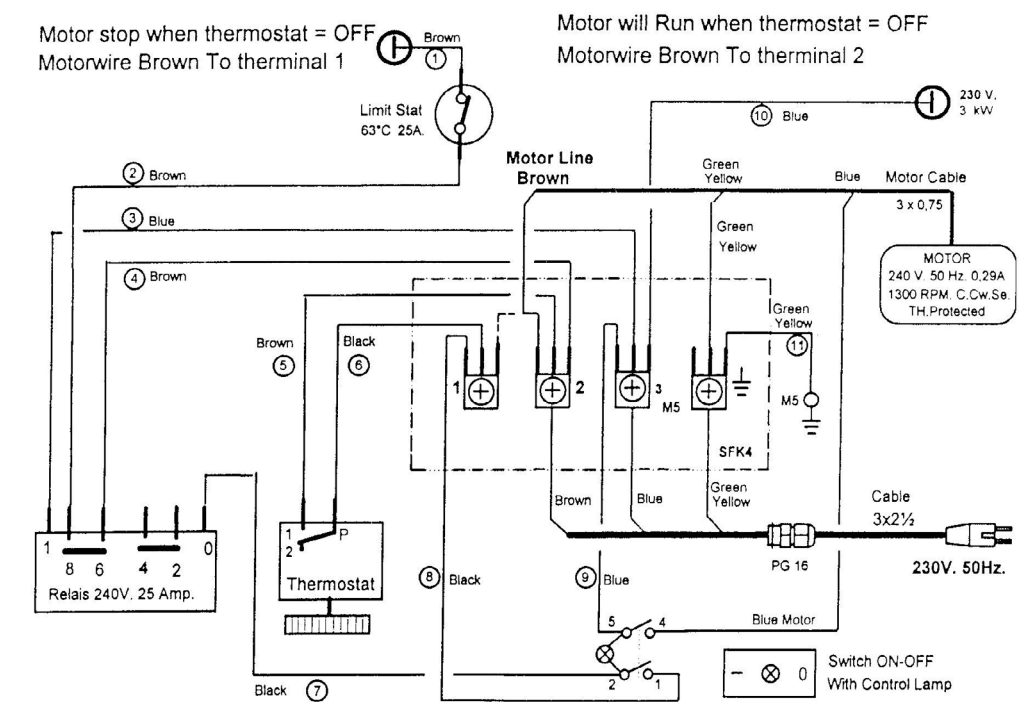 Motor stop when thermostat = OFF
Motorwire Brown To therminal 1
Motor will Run when thermostat = OFF
Motorwire Brown To therminal 2
Brown
1
Limit Stat
63°C 25A.
230 V.
3 kW
10 Blue
2 Brown
Motor Line
Brown
Green
Yellow
Blue
Motor Cable
3 x 0,75
3 Blue
Green
Yellow
4 Brown
MOTOR
240 V. 50 Hz. 0,29A
1300 RPM. C.Cw.Se.
TH.Protected
Green
Yellow
11
Brown
5
Black
6
1
2
3
M5
M5
SFK4
Brown
Blue
Green
Yellow
Cable
3x2½
PG 16
230V. 50Hz.
1
8
6
4
2
0
Relais 240V. 25 Amp.
1
2
P
Thermostat
8 Black
9 Blue
5
4
Blue Motor
2
1
Black 7
0
Switch ON-OFF
With Control Lamp